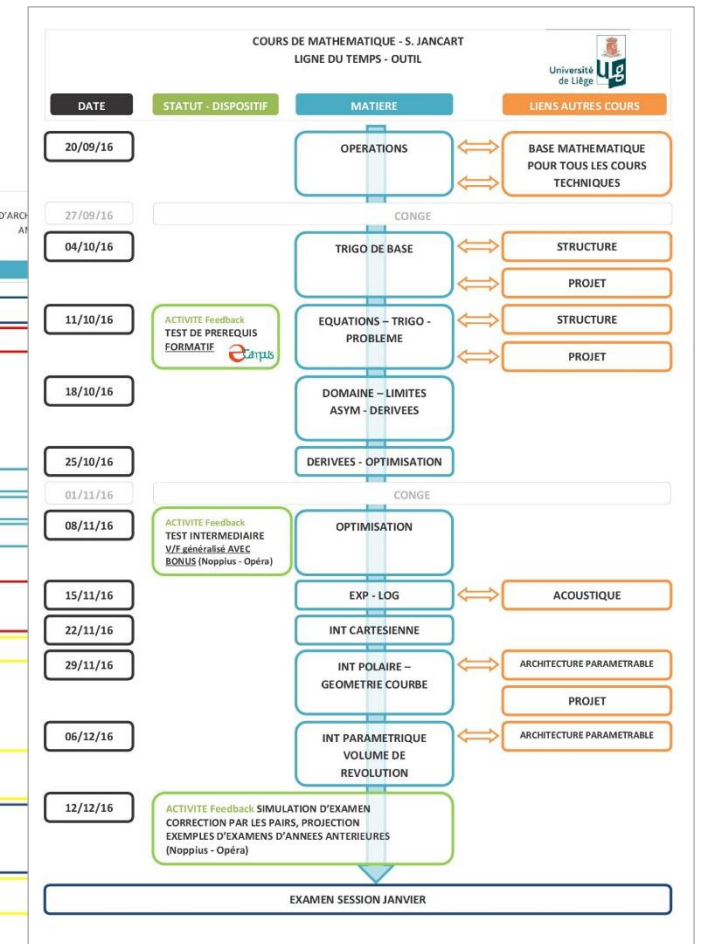 COURS DE MATHEMATIQUE - S. JANCART
LIGNE DU TEMPS - OUTIL
Université
de Liège
ULg
DATE
STATUT - DISPOSITIF
MATIERE
LIENS AUTRES COURS
20/09/16
OPERATIONS
BASE MATHEMATIQUE
POUR TOUS LES COURS
TECHNIQUES
27/09/16
CONGE
D'ARCH
04/10/16
TRIGO DE BASE
STRUCTURE
PROJET
11/10/16
ACTIVITE Feedback
TEST DE PREREQUIS
FORMATIF
eCampus
EQUATIONS – TRIGO -
PROBLEME
STRUCTURE
PROJET
18/10/16
DOMAINE – LIMITES
ASYM - DERIVEES
25/10/16
DERIVEES - OPTIMISATION
01/11/16
CONGE
08/11/16
ACTIVITE Feedback
TEST INTERMEDIAIRE
V/F généralisé AVEC
BONUS (Noppius - Opéra)
OPTIMISATION
15/11/16
EXP - LOG
ACOUSTIQUE
22/11/16
INT CARTESIENNE
29/11/16
INT POLAIRE –
GEOMETRIE COURBE
ARCHITECTURE PARAMETRABLE
PROJET
06/12/16
INT PARAMETRIQUE
VOLUME DE
REVOLUTION
ARCHITECTURE PARAMETRABLE
12/12/16
ACTIVITE Feedback SIMULATION D'EXAMEN
CORRECTION PAR LES PAIRS, PROJECTION
EXEMPLES D'EXAMENS D'ANNEES ANTERIEURES
(Noppius - Opéra)
EXAMEN SESSION JANVIER